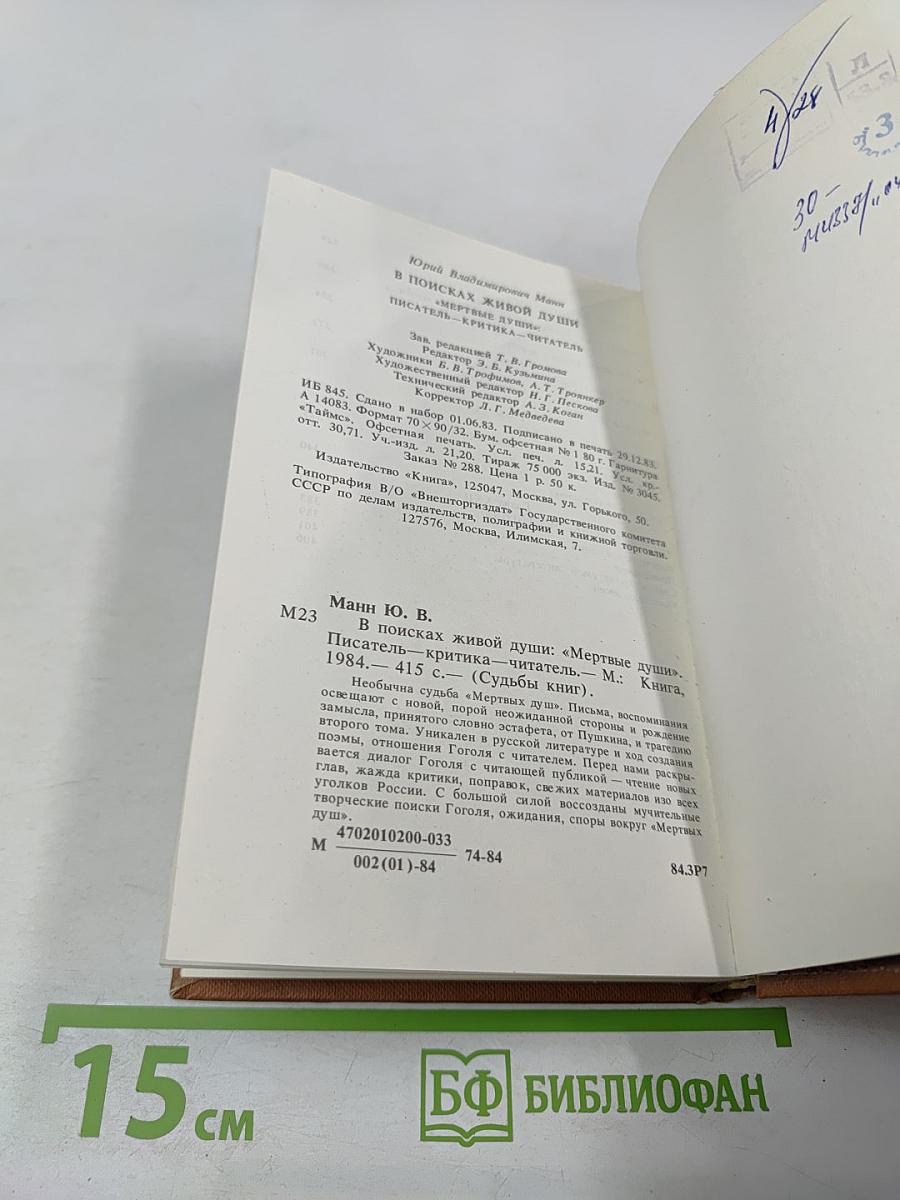 Юрий Владимирович Манн
В ПОИСКАХ ЖИВОЙ ДУШИ
«МЕРТВЫЕ ДУШИ»:
ПИСАТЕЛЬ—КРИТИКА—ЧИТАТЕЛЬ
Зав. редакцией Т. В. Громова
Редактор Э. Б. Кузьмина
Художники Б. В. Трофимов, А. Т. Троянкер
Художественный редактор Н. Г. Пескова
Технический редактор А. З. Коган
Корректор Л. Г. Медведева
ИБ 845. Сдано в набор 01.06.83. Подписано в печать 29.12.83.
А 14083. Формат 70×90/32. Бум. офсетная № 1 80 г. Гарнитура
«Таймс». Офсетная печать. Усл. печ. л. 15,21. Усл. кр.-
отт. 30,71. Уч.-изд. л. 21,20. Тираж 75 000 экз. Изд. № 3045.
Заказ № 288. Цена 1 р. 50 к.
Издательство «Книга», 125047, Москва, ул. Горького, 50.
Типография В/О «Внешторгиздат» Государственного комитета
СССР по делам издательств, полиграфии и книжной торговли.
127576, Москва, Илимская, 7.
Манн Ю. В.
М23 В поисках живой души: «Мертвые души».
Писатель—критика—читатель.— М.: Книга,
1984.— 415 с.— (Судьбы книг).
Необычна судьба «Мертвых душ». Письма, воспоминания
освещают с новой, порой неожиданной стороны и рождение
замысла, принятого словно эстафета, от Пушкина, и трагедию
второго тома. Уникален в русской литературе и ход создания
поэмы, отношения Гоголя с читателем. Перед нами раскры-
вается диалог Гоголя с читающей публикой — чтение новых
глав, жажда критики, поправок, свежих материалов изо всех
уголков России. С большой силой воссозданы мучительные
творческие поиски Гоголя, ожидания, споры вокруг «Мертвых
душ».
М 4702010200-033 74-84
002(01)-84
84.3Р7
4 28
3
30 –
15 см
БФ БИБЛИОФАН